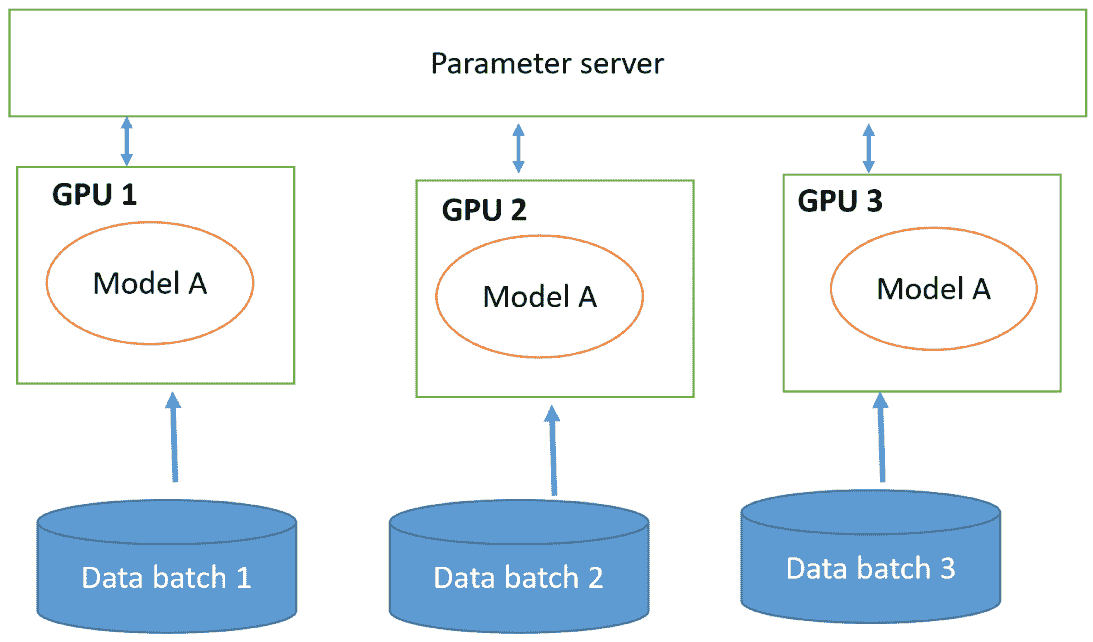 Parameter server
GPU 1
GPU 2
GPU 3
Model A
Model A
Model A
Data batch 1
Data batch 2
Data batch 3